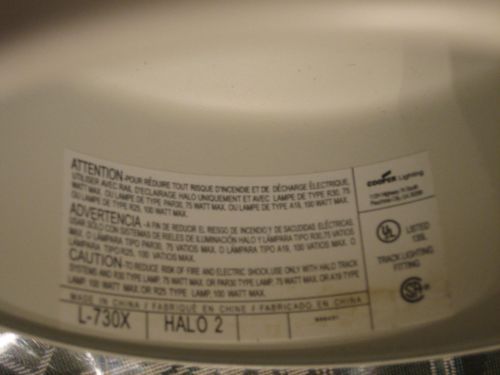 ATTENTION-POUR RÉDUIRE TOUT RISQUE D'INCENDIE ET DE DÉCHARGE ÉLECTRIQUE,
UTILISER AVEC RAIL D'ECLAIRAGE HALO UNIQUEMENT ET AVEC LAMPE DE TYPE R30, 75
WATT MAX. OU LAMPE DE TYPE PAR30, 75 WATT MAX. OU LAMPE DE TYPE A19, 100 WATT MAX.
OU LAMPE DE TYPE R25, 100 WATT MAX.
ADVERTENCIA -A FIN DE REDUCIR EL RIESGO DE INCENDIO Y DE SACUDIDAS ELÉCTRICAS,
USAR SOLO CON SISTEMAS DE RIELES DE ILUMINACIÓN HALO Y LÁMPARA TIPO R30, 75 VATIOS
MAX. O LÁMPARA TIPO PAR30, 75 VATIOS MAX. O LÁMPARA TIPO A19, 100 VATIOS MAX. O
LÁMPARA TIPO R25, 100 VATIOS MAX.
CAUTION-TO REDUCE RISK OF FIRE AND ELECTRIC SHOCK, USE ONLY WITH HALO TRACK
SYSTEMS AND R30 TYPE LAMP, 75 WATT MAX. OR PAR30 TYPE LAMP, 75 WATT MAX. OR A19 TYPE
LAMP 100 WATT MAX. OR R25 TYPE LAMP, 100 WATT MAX.
MADE IN CHINA / FABRIQUÉ EN CHINE / FABRICADO EN CHINA
L-730X HALO 2
COOPER Lighting
UL LISTED
TRACK LIGHTING
FITTING